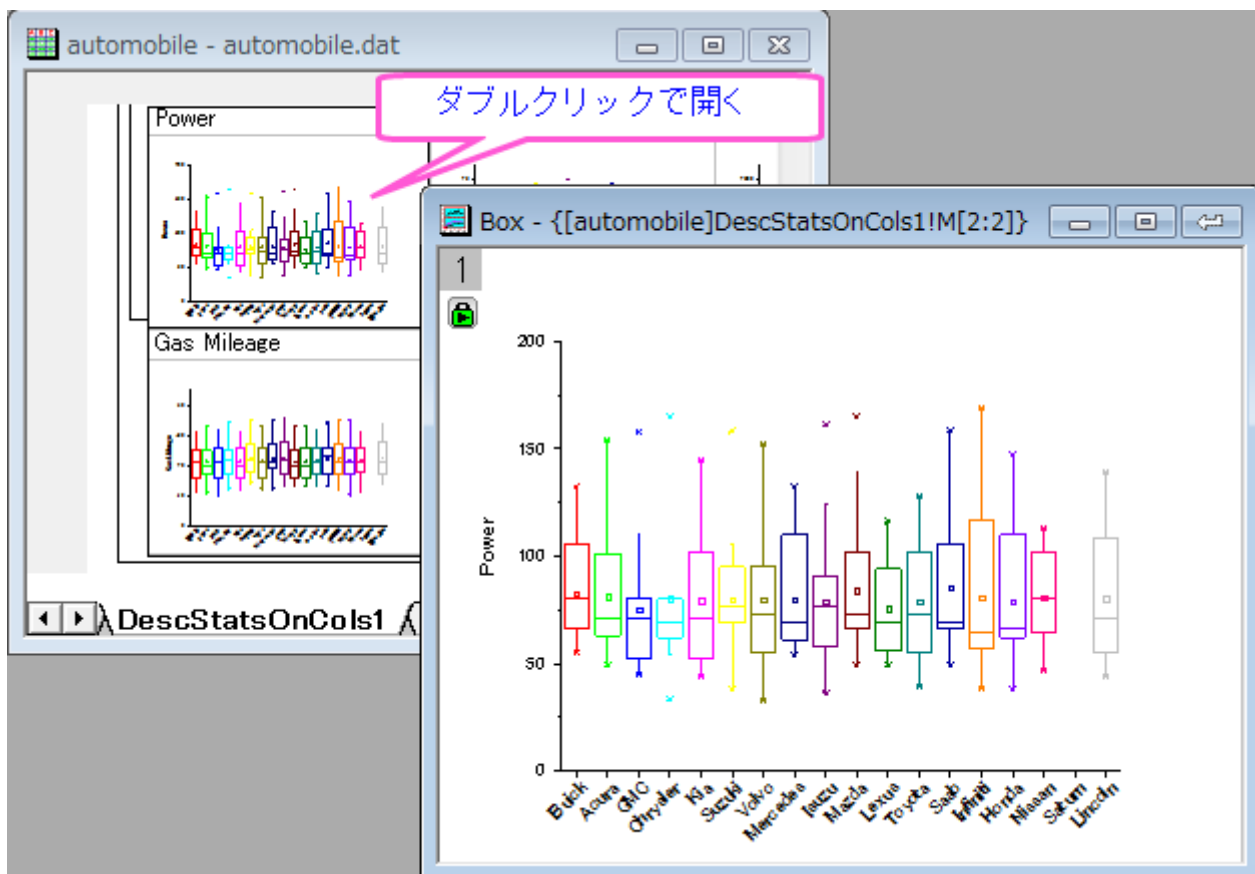 automobile - automobile.dat
ダブルクリックで開く
Power
Gas Mileage
DescStatsOnCols1
Box - {[automobile]DescStatsOnCols1!M[2:2]}
1
200
150
100
50
0
Power
Buick
Acura
GMC
Chrysler
Kia
Suzuki
Volvo
Mercedes
Isuzu
Mazda
Lexus
Toyota
Saab
Infiniti
Honda
Nissan
Saturn
Lincoln